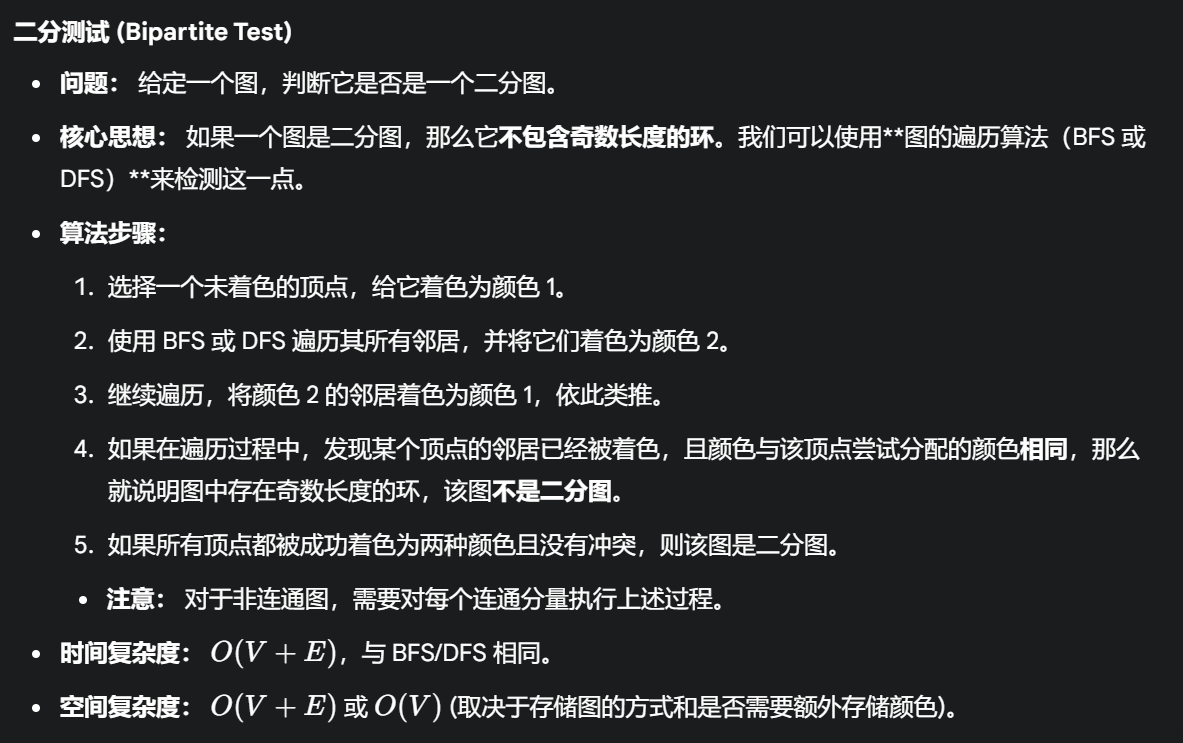 二分测试 (Bipartite Test)
• 问题： 给定一个图，判断它是否是一个二分图。
• 核心思想： 如果一个图是二分图，那么它不包含奇数长度的环。我们可以使用**图的遍历算法（BFS 或
DFS）**来检测这一点。
• 算法步骤：
1. 选择一个未着色的顶点，给它着色为颜色 1。
2. 使用 BFS 或 DFS 遍历其所有邻居，并将它们着色为颜色 2。
3. 继续遍历，将颜色 2 的邻居着色为颜色 1，依此类推。
4. 如果在遍历过程中，发现某个顶点的邻居已经被着色，且颜色与该顶点尝试分配的颜色相同，那么
就说明图中存在奇数长度的环，该图不是二分图。
5. 如果所有顶点都被成功着色为两种颜色且没有冲突，则该图是二分图。
• 注意： 对于非连通图，需要对每个连通分量执行上述过程。
• 时间复杂度： O(V + E)，与 BFS/DFS 相同。
• 空间复杂度： O(V + E) 或 O(V) (取决于存储图的方式和是否需要额外存储颜色)。